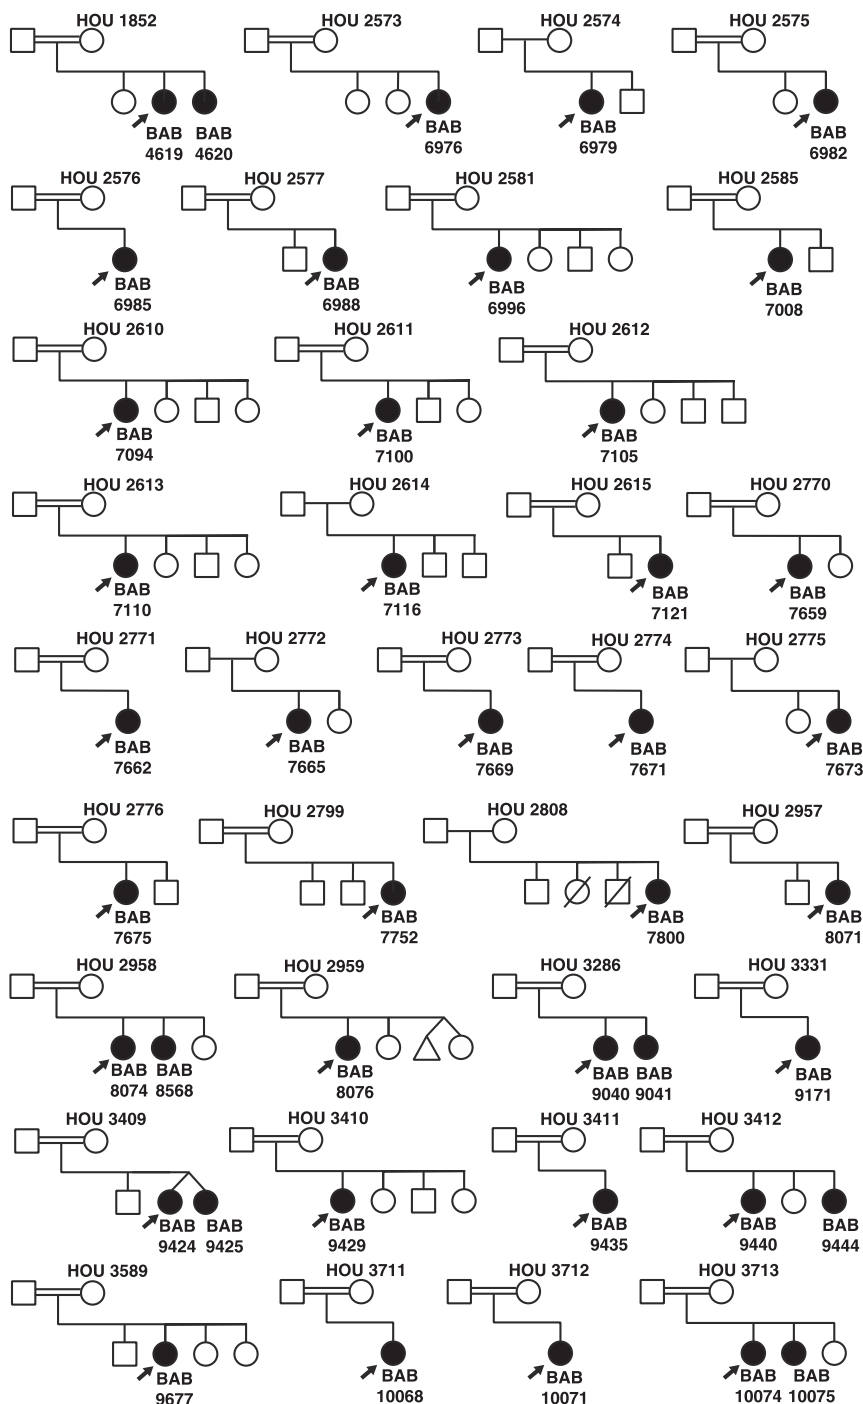 HOU 1852
HOU 2573
HOU 2574
HOU 2575
BAB
4619
BAB
4620
BAB
6976
BAB
6979
BAB
6982
HOU 2576
HOU 2577
HOU 2581
HOU 2585
BAB
6985
BAB
6988
BAB
6996
BAB
7008
HOU 2610
HOU 2611
HOU 2612
BAB
7094
BAB
7100
BAB
7105
HOU 2613
HOU 2614
HOU 2615
HOU 2770
BAB
7110
BAB
7116
BAB
7121
BAB
7659
HOU 2771
HOU 2772
HOU 2773
HOU 2774
HOU 2775
BAB
7662
BAB
7665
BAB
7669
BAB
7671
BAB
7673
HOU 2776
HOU 2799
HOU 2808
HOU 2957
BAB
7675
BAB
7752
BAB
7800
BAB
8071
HOU 2958
HOU 2959
HOU 3286
HOU 3331
BAB
8074
BAB
8568
BAB
8076
BAB
9040
BAB
9041
BAB
9171
HOU 3409
HOU 3410
HOU 3411
HOU 3412
BAB
9424
BAB
9425
BAB
9429
BAB
9435
BAB
9440
BAB
9444
HOU 3589
HOU 3711
HOU 3712
HOU 3713
BAB
9677
BAB
10068
BAB
10071
BAB
10074
BAB
10075